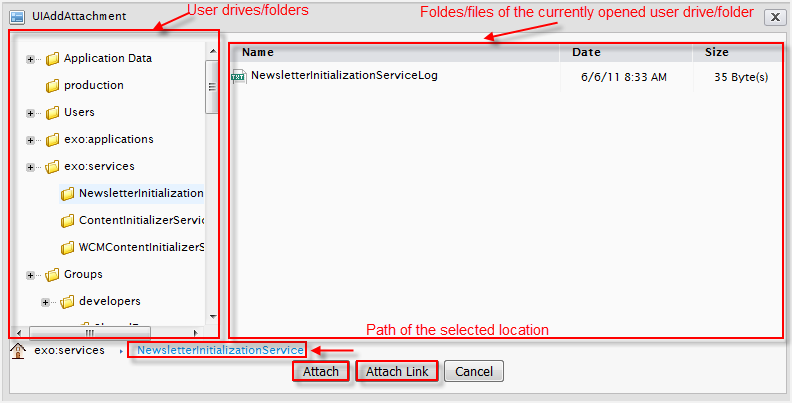 UIAddAttachment
User drives/folders
Foldes/files of the currently opened user drive/folder
Application Data
production
Users
exo:applications
exo:services
NewsletterInitialization
ContentInitializerServic
WCMContentInitializerS
Groups
developers
Name Date Size
TXT NewsletterInitializationServiceLog 6/6/11 8:33 AM 35 Byte(s)
Path of the selected location
exo:services NewsletterInitializationService
Attach Attach Link Cancel